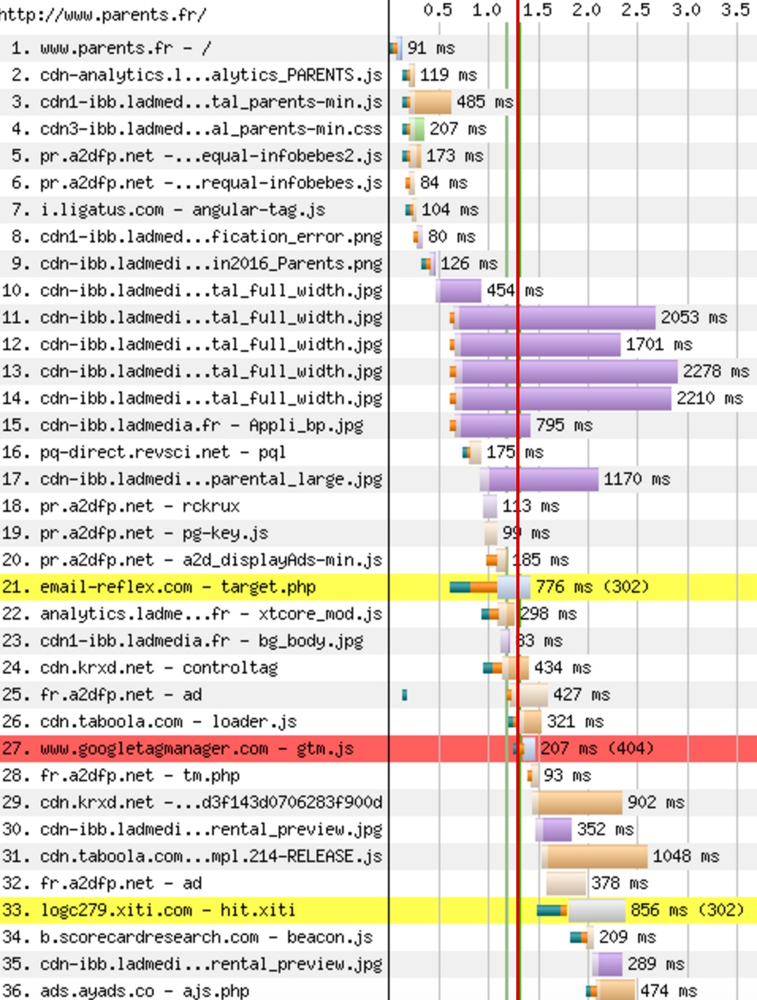 http://www.parents.fr/
0.5 1.0 1.5 2.0 2.5 3.0 3.5
1. www.parents.fr - / 91 ms
2. cdn-analytics.l...alytics_PARENTS.js 119 ms
3. cdn1-ibb.ladmed...tal_parents-min.js 485 ms
4. cdn3-ibb.ladmed...al_parents-min.css 207 ms
5. pr.a2dfp.net -...equal-infobebes2.js 173 ms
6. pr.a2dfp.net -...requal-infobebes.js 84 ms
7. i.ligatus.com - angular-tag.js 104 ms
8. cdn1-ibb.ladmed...fication_error.png 80 ms
9. cdn-ibb.ladmedi...in2016_Parents.png 126 ms
10. cdn-ibb.ladmedi...tal_full_width.jpg 454 ms
11. cdn-ibb.ladmedi...tal_full_width.jpg 2053 ms
12. cdn-ibb.ladmedi...tal_full_width.jpg 1701 ms
13. cdn-ibb.ladmedi...tal_full_width.jpg 2278 ms
14. cdn-ibb.ladmedi...tal_full_width.jpg 2210 ms
15. cdn-ibb.ladmedia.fr - Appli_bp.jpg 795 ms
16. pq-direct.revsci.net - pql 175 ms
17. cdn-ibb.ladmedi...parental_large.jpg 1170 ms
18. pr.a2dfp.net - rckrux 113 ms
19. pr.a2dfp.net - pg-key.js 99 ms
20. pr.a2dfp.net - a2d_displayAds-min.js 185 ms
21. email-reflex.com - target.php 776 ms (302)
22. analytics.ladme...fr - xtcore_mod.js 298 ms
23. cdn1-ibb.ladmedia.fr - bg_body.jpg 83 ms
24. cdn.krxd.net - controltag 434 ms
25. fr.a2dfp.net - ad 427 ms
26. cdn.taboola.com - loader.js 321 ms
27. www.googletagmanager.com - gtm.js 207 ms (404)
28. fr.a2dfp.net - tm.php 93 ms
29. cdn.krxd.net -...d3f143d0706283f900d 902 ms
30. cdn-ibb.ladmedi...rental_preview.jpg 352 ms
31. cdn.taboola.com...mpl.214-RELEASE.js 1048 ms
32. fr.a2dfp.net - ad 378 ms
33. logc279.xiti.com - hit.xiti 856 ms (302)
34. b.scorecardresearch.com - beacon.js 209 ms
35. cdn-ibb.ladmedi...rental_preview.jpg 289 ms
36. ads.ayads.co - ajs.php 474 ms